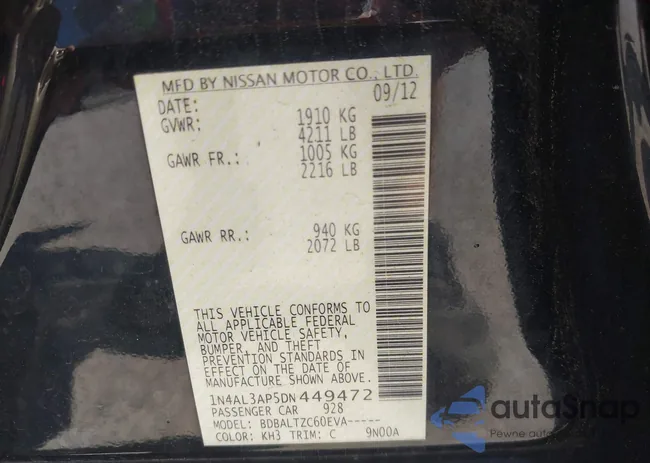 MFD BY NISSAN MOTOR CO., LTD.
DATE: 09/12
GVWR: 1910 KG
4211 LB
GAWR FR.: 1005 KG
2216 LB
GAWR RR.: 940 KG
2072 LB
THIS VEHICLE CONFORMS TO
ALL APPLICABLE FEDERAL
MOTOR VEHICLE SAFETY,
BUMPER, AND THEFT
PREVENTION STANDARDS IN
EFFECT ON THE DATE OF
MANUFACTURE SHOWN ABOVE.
1N4AL3AP5DN449472
PASSENGER CAR 928
BDBALTZC60EVA-----
COLOR: KH3 TRIM: C 9N00A
autoSnap
Pewne auto